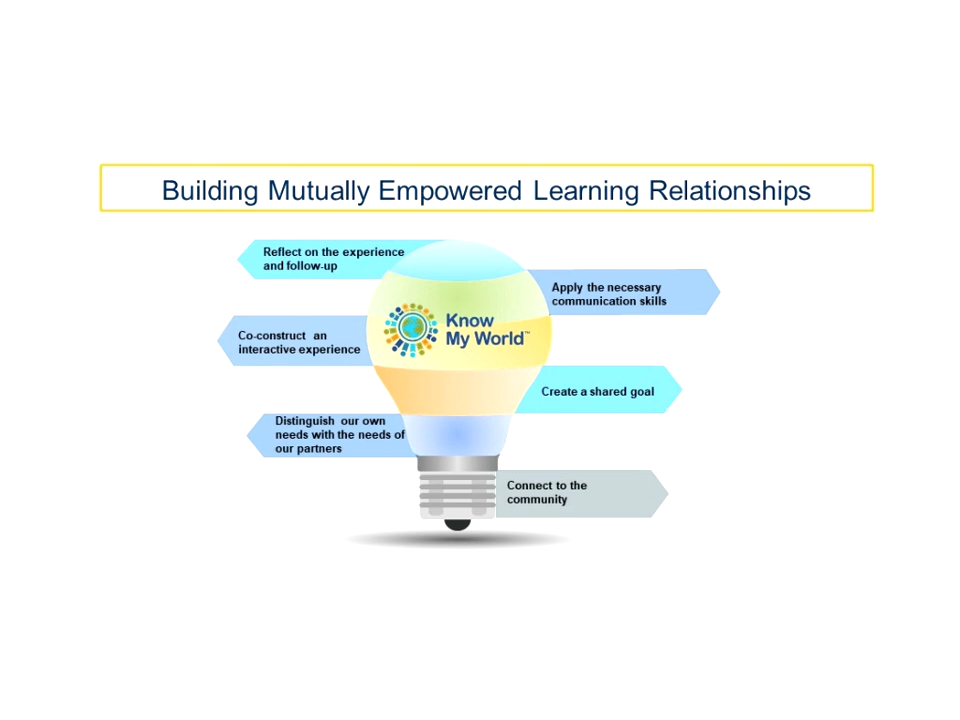 Building Mutually Empowered Learning Relationships
Reflect on the experience
and follow-up
Apply the necessary
communication skills
Know
My World™
Co-construct an
interactive experience
Create a shared goal
Distinguish our own
needs with the needs of
our partners
Connect to the
community